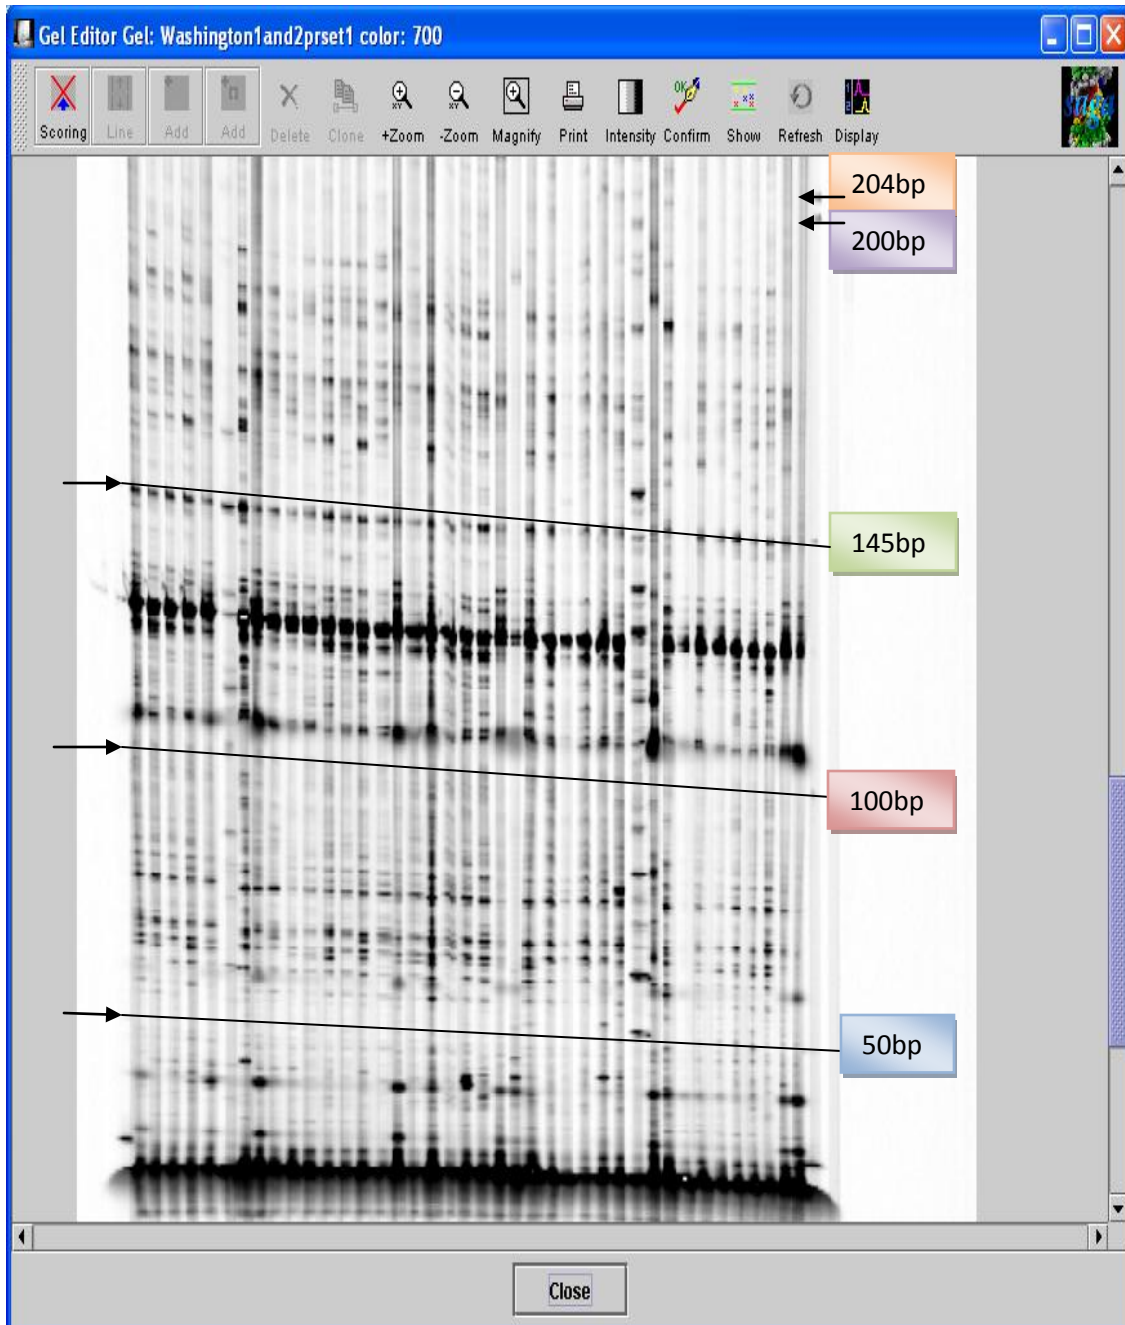 Gel Editor Gel: Washington1and2prset1 color: 700
Scoring Line Add Add Delete Clone +Zoom -Zoom Magnify Print Intensity Confirm Show Refresh Display
204bp
200bp
145bp
100bp
50bp
Close